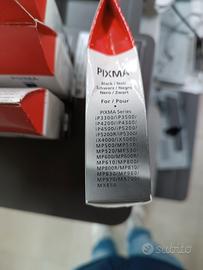 PIXMA
Black / Noir
Schwarz / Negro
Nero / Zwart
For / Pour
PIXMA Series
iP3300/iP3500/
iP4200/iP4300/
iP4500/iP5200/
iP5200R/iP5300/
iX4000/iX5000/
MP500/MP510/
MP520/MP530/
MP600/MP600R/
MP610/MP800/
MP800R/MP810/
MP830/MP960/
MP970/MX700/
MX850
subito